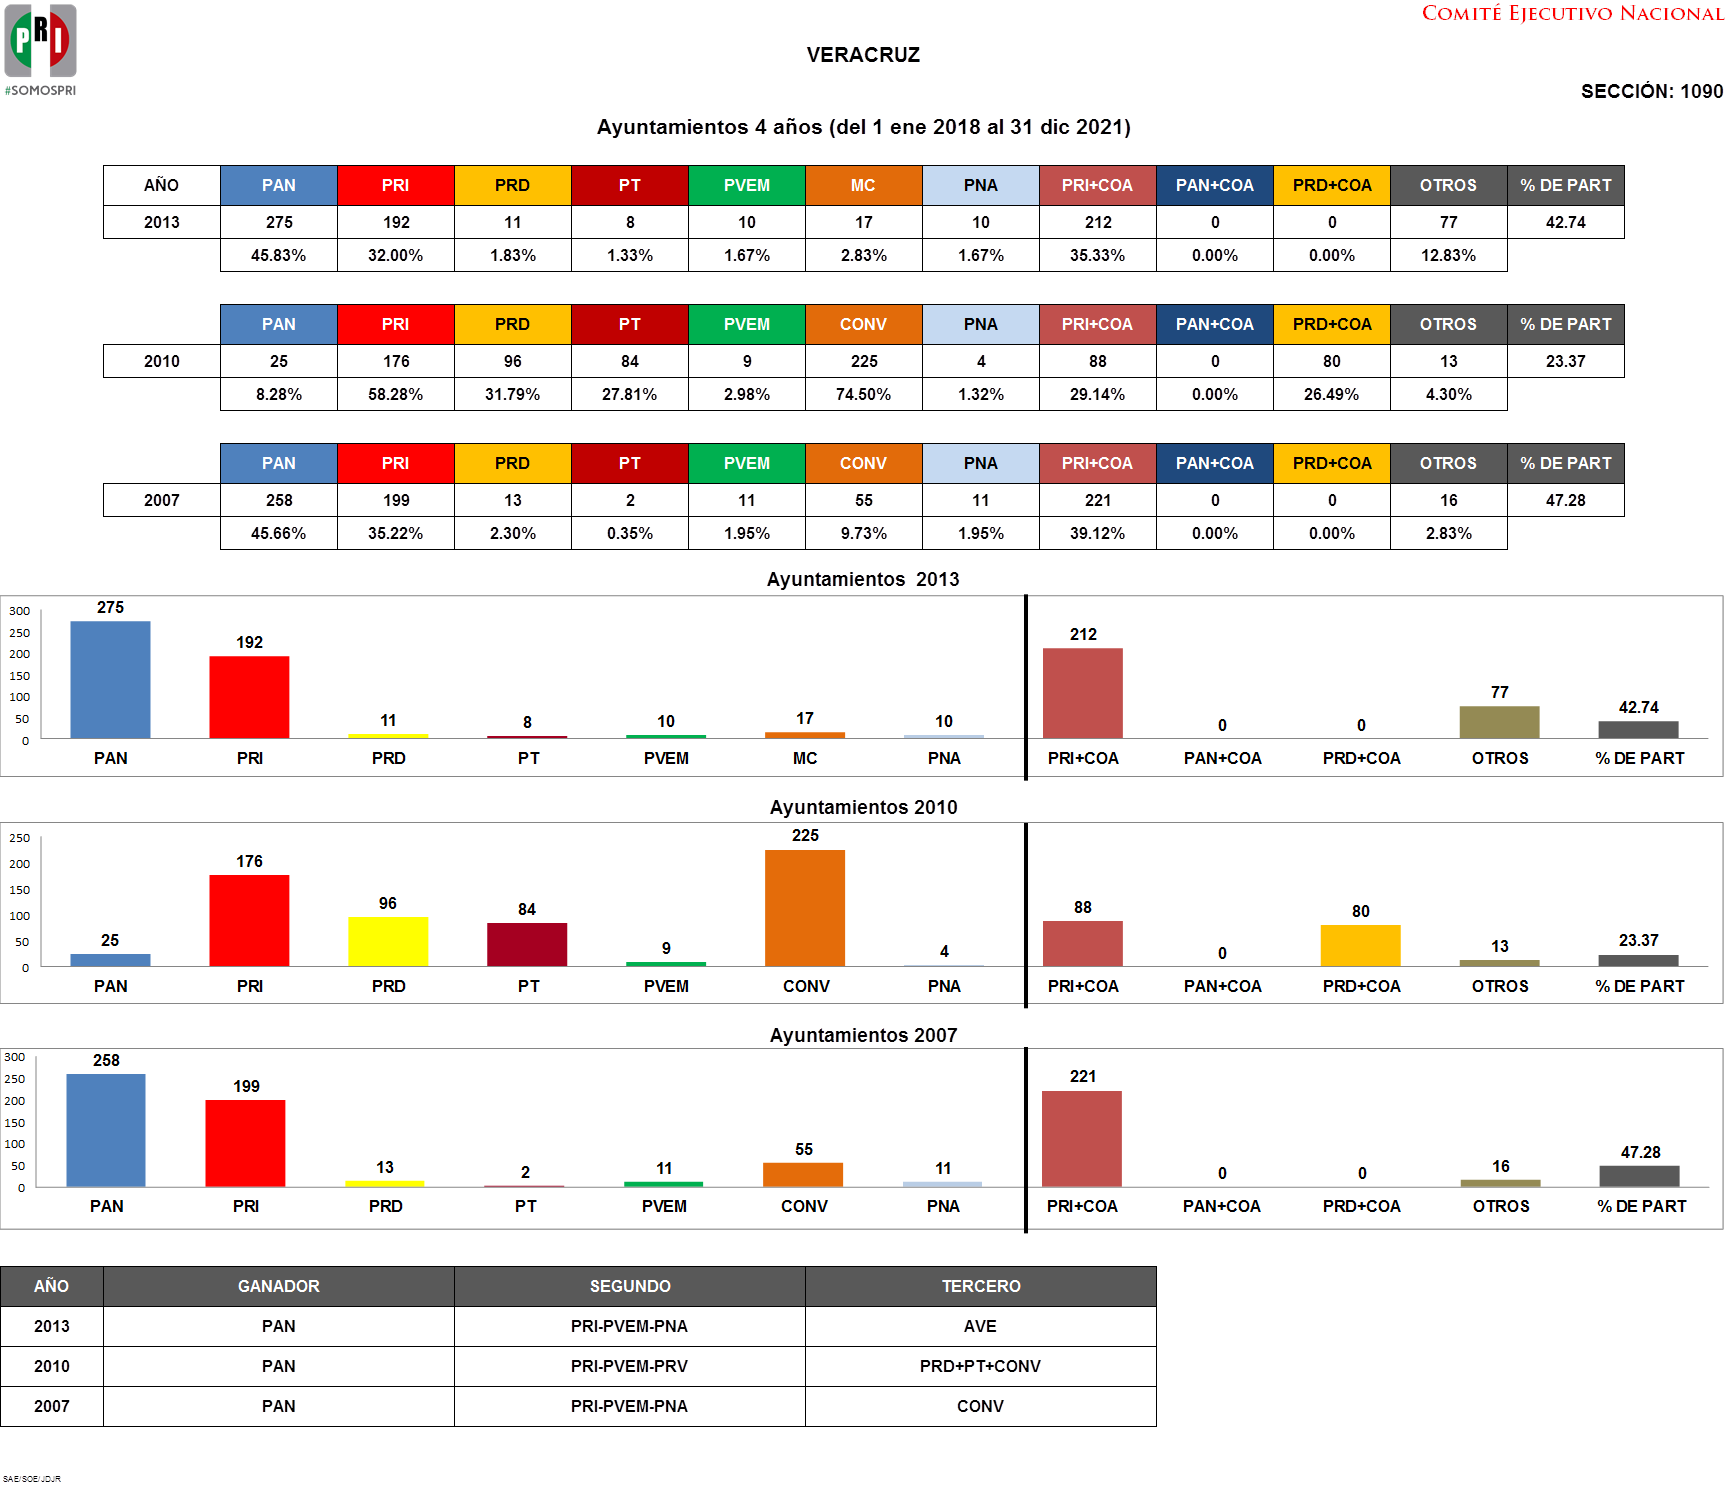 PRI
#SOMOSPRI
COMITÉ EJECUTIVO NACIONAL
VERACRUZ
SECCIÓN: 1090
Ayuntamientos 4 años (del 1 ene 2018 al 31 dic 2021)
AÑO PAN PRI PRD PT PVEM MC PNA PRI+COA PAN+COA PRD+COA OTROS % DE PART
2013 275 192 11 8 10 17 10 212 0 0 77 42.74
45.83% 32.00% 1.83% 1.33% 1.67% 2.83% 1.67% 35.33% 0.00% 0.00% 12.83%
PAN PRI PRD PT PVEM CONV PNA PRI+COA PAN+COA PRD+COA OTROS % DE PART
2010 25 176 96 84 9 225 4 88 0 80 13 23.37
8.28% 58.28% 31.79% 27.81% 2.98% 74.50% 1.32% 29.14% 0.00% 26.49% 4.30%
PAN PRI PRD PT PVEM CONV PNA PRI+COA PAN+COA PRD+COA OTROS % DE PART
2007 258 199 13 2 11 55 11 221 0 0 16 47.28
45.66% 35.22% 2.30% 0.35% 1.95% 9.73% 1.95% 39.12% 0.00% 0.00% 2.83%
Ayuntamientos 2013
300
250
200
150
100
50
0
275 192 11 8 10 17 10 212 0 0 77 42.74
PAN PRI PRD PT PVEM MC PNA PRI+COA PAN+COA PRD+COA OTROS % DE PART
Ayuntamientos 2010
250
200
150
100
50
0
25 176 96 84 9 225 4 88 0 80 13 23.37
PAN PRI PRD PT PVEM CONV PNA PRI+COA PAN+COA PRD+COA OTROS % DE PART
Ayuntamientos 2007
300
250
200
150
100
50
0
258 199 13 2 11 55 11 221 0 0 16 47.28
PAN PRI PRD PT PVEM CONV PNA PRI+COA PAN+COA PRD+COA OTROS % DE PART
AÑO GANADOR SEGUNDO TERCERO
2013 PAN PRI-PVEM-PNA AVE
2010 PAN PRI-PVEM-PRV PRD+PT+CONV
2007 PAN PRI-PVEM-PNA CONV
SAE/SOE/JDJR